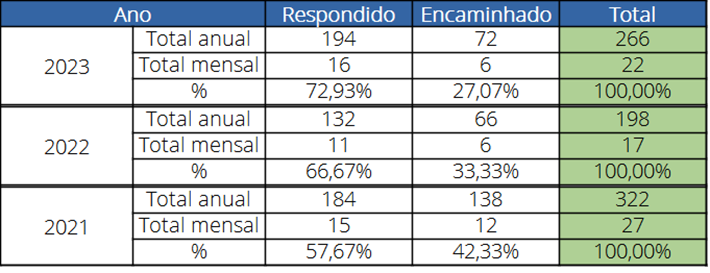 Ano Respondido Encaminhado Total
Total anual 194 72 266
2023 Total mensal 16 6 22
% 72,93% 27,07% 100,00%
Total anual 132 66 198
2022 Total mensal 11 6 17
% 66,67% 33,33% 100,00%
Total anual 184 138 322
2021 Total mensal 15 12 27
% 57,67% 42,33% 100,00%